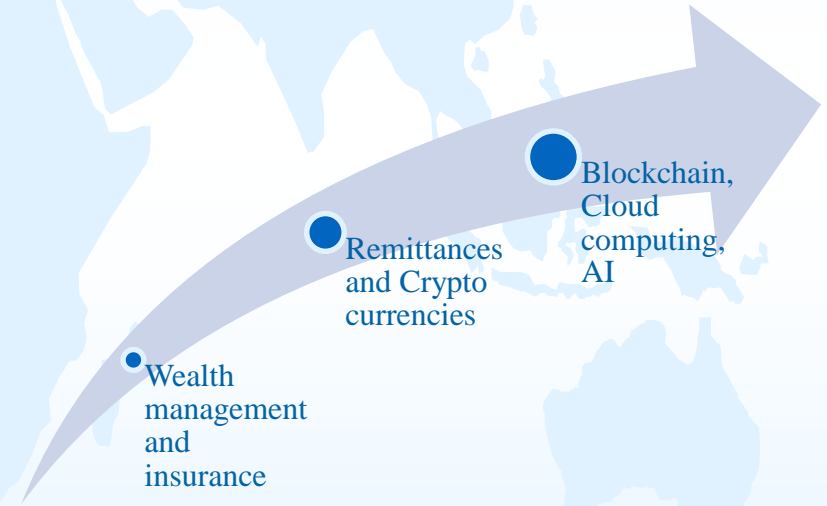 Blockchain,
Cloud
computing,
AI
Remittances
and Crypto
currencies
Wealth
management
and
insurance